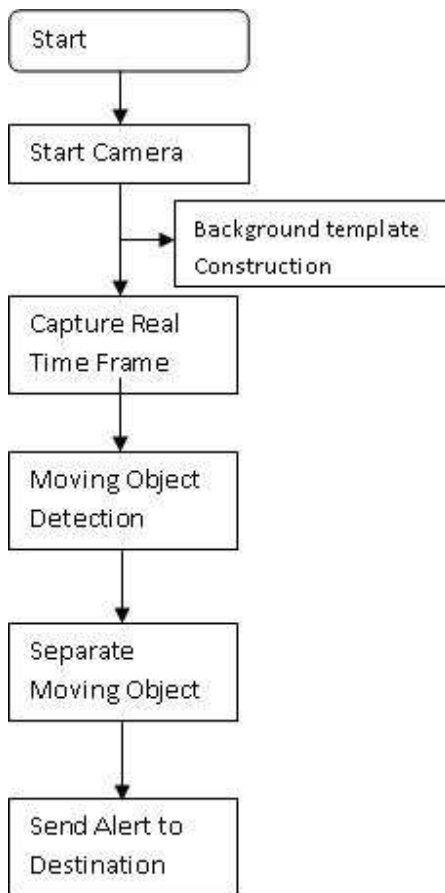 Start
Start Camera
Background template
Construction
Capture Real
Time Frame
Moving Object
Detection
Separate
Moving Object
Send Alert to
Destination